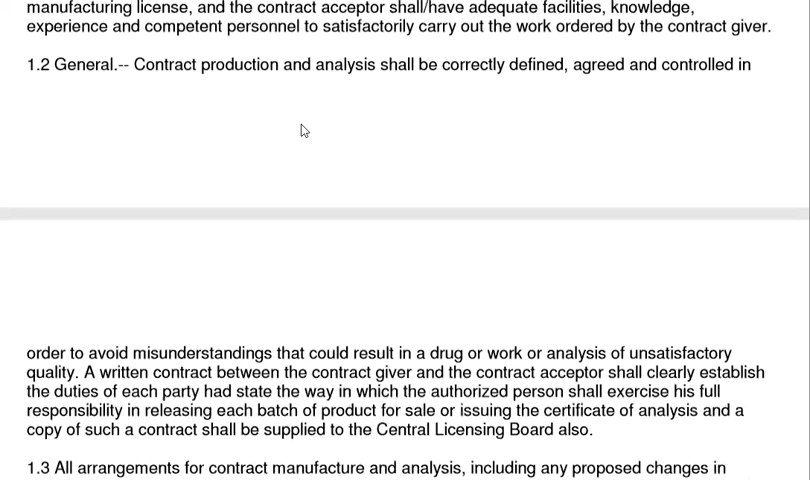 manufacturing license, and the contract acceptor shall/have adequate facilities, knowledge,
experience and competent personnel to satisfactorily carry out the work ordered by the contract giver.
1.2 General.-- Contract production and analysis shall be correctly defined, agreed and controlled in
order to avoid misunderstandings that could result in a drug or work or analysis of unsatisfactory
quality. A written contract between the contract giver and the contract acceptor shall clearly establish
the duties of each party had state the way in which the authorized person shall exercise his full
responsibility in releasing each batch of product for sale or issuing the certificate of analysis and a
copy of such a contract shall be supplied to the Central Licensing Board also.
1.3 All arrangements for contract manufacture and analysis, including any proposed changes in